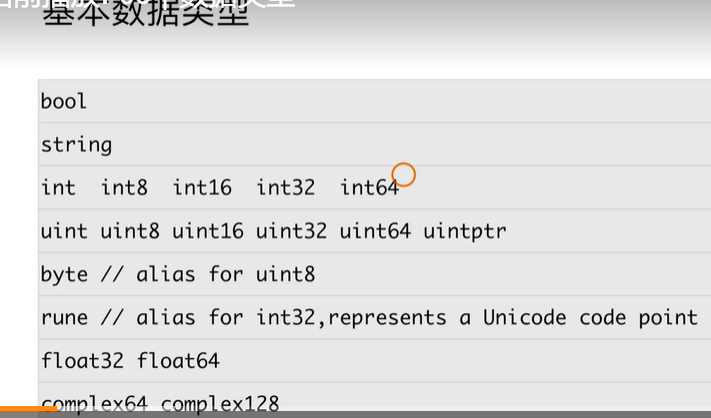 基本数据类型
bool
string
int int8 int16 int32 int64
uint uint8 uint16 uint32 uint64 uintptr
byte // alias for uint8
rune // alias for int32,represents a Unicode code point
float32 float64
complex64 complex128